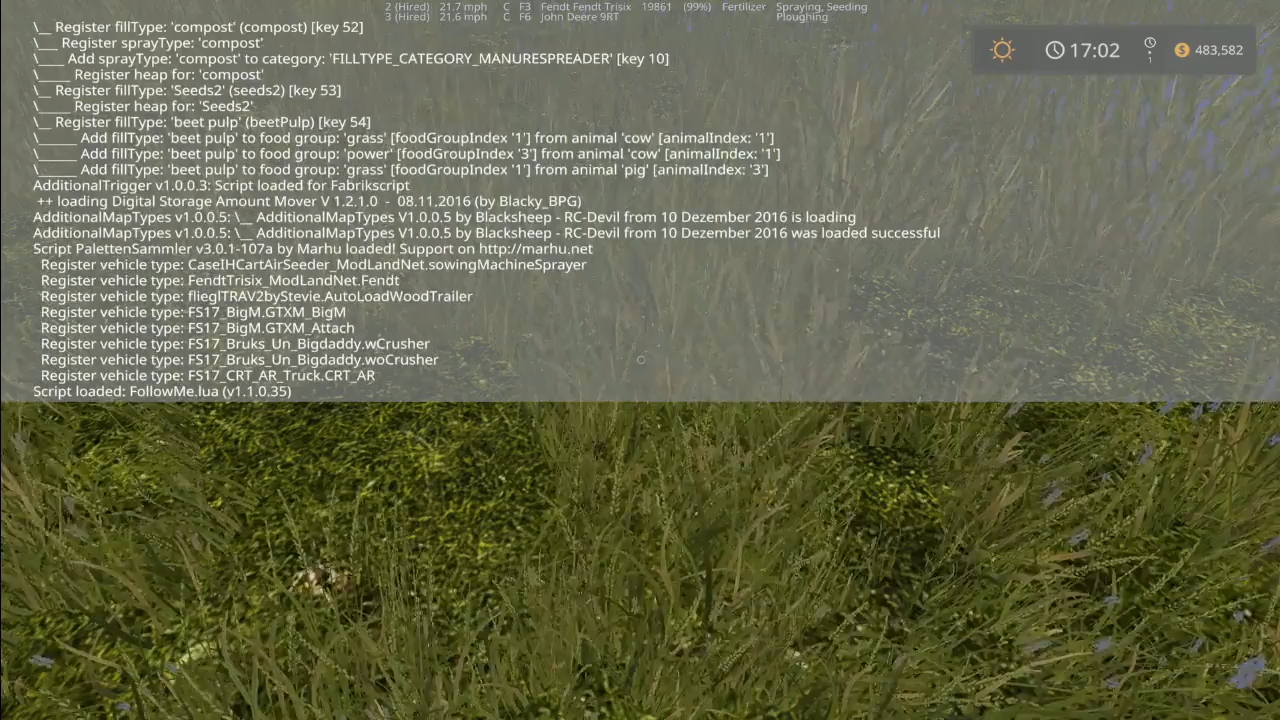 2 (Hired) 21.7 mph C F3 Fendt Fendt Trisix 19861 (99%) Fertilizer Spraying, Seeding
3 (Hired) 21.6 mph C F6 John Deere 9RT Ploughing
\__ Register fillType: 'compost' (compost) [key 52]
\___ Register sprayType: 'compost'
\____ Add sprayType: 'compost' to category: 'FILLTYPE_CATEGORY_MANURESPREADER' [key 10]
\_____ Register heap for: 'compost'
\__ Register fillType: 'Seeds2' (seeds2) [key 53]
\_____ Register heap for: 'Seeds2'
\__ Register fillType: 'beet pulp' (beetPulp) [key 54]
\______ Add fillType: 'beet pulp' to food group: 'grass' [foodGroupIndex '1'] from animal 'cow' [animalIndex: '1']
\______ Add fillType: 'beet pulp' to food group: 'power' [foodGroupIndex '3'] from animal 'cow' [animalIndex: '1']
\______ Add fillType: 'beet pulp' to food group: 'grass' [foodGroupIndex '1'] from animal 'pig' [animalIndex: '3']
AdditionalTrigger v1.0.0.3: Script loaded for Fabrikscript
++ loading Digital Storage Amount Mover V 1.2.1.0 - 08.11.2016 (by Blacky_BPG)
AdditionalMapTypes v1.0.0.5: \__ AdditionalMapTypes V1.0.0.5 by Blacksheep - RC-Devil from 10 Dezember 2016 is loading
AdditionalMapTypes v1.0.0.5: \__ AdditionalMapTypes V1.0.0.5 by Blacksheep - RC-Devil from 10 Dezember 2016 was loaded successful
Script PalettenSammler v3.0.1-107a by Marhu loaded! Support on http://marhu.net
Register vehicle type: CaseIHCartAirSeeder_ModLandNet.sowingMachineSprayer
Register vehicle type: FendtTrisix_ModLandNet.Fendt
Register vehicle type: flieglTRAV2byStevie.AutoLoadWoodTrailer
Register vehicle type: FS17_BigM.GTXM_BigM
Register vehicle type: FS17_BigM.GTXM_Attach
Register vehicle type: FS17_Bruks_Un_Bigdaddy.wCrusher
Register vehicle type: FS17_Bruks_Un_Bigdaddy.woCrusher
Register vehicle type: FS17_CRT_AR_Truck.CRT_AR
Script loaded: FollowMe.lua (v1.1.0.35)
17:02
1
483,582